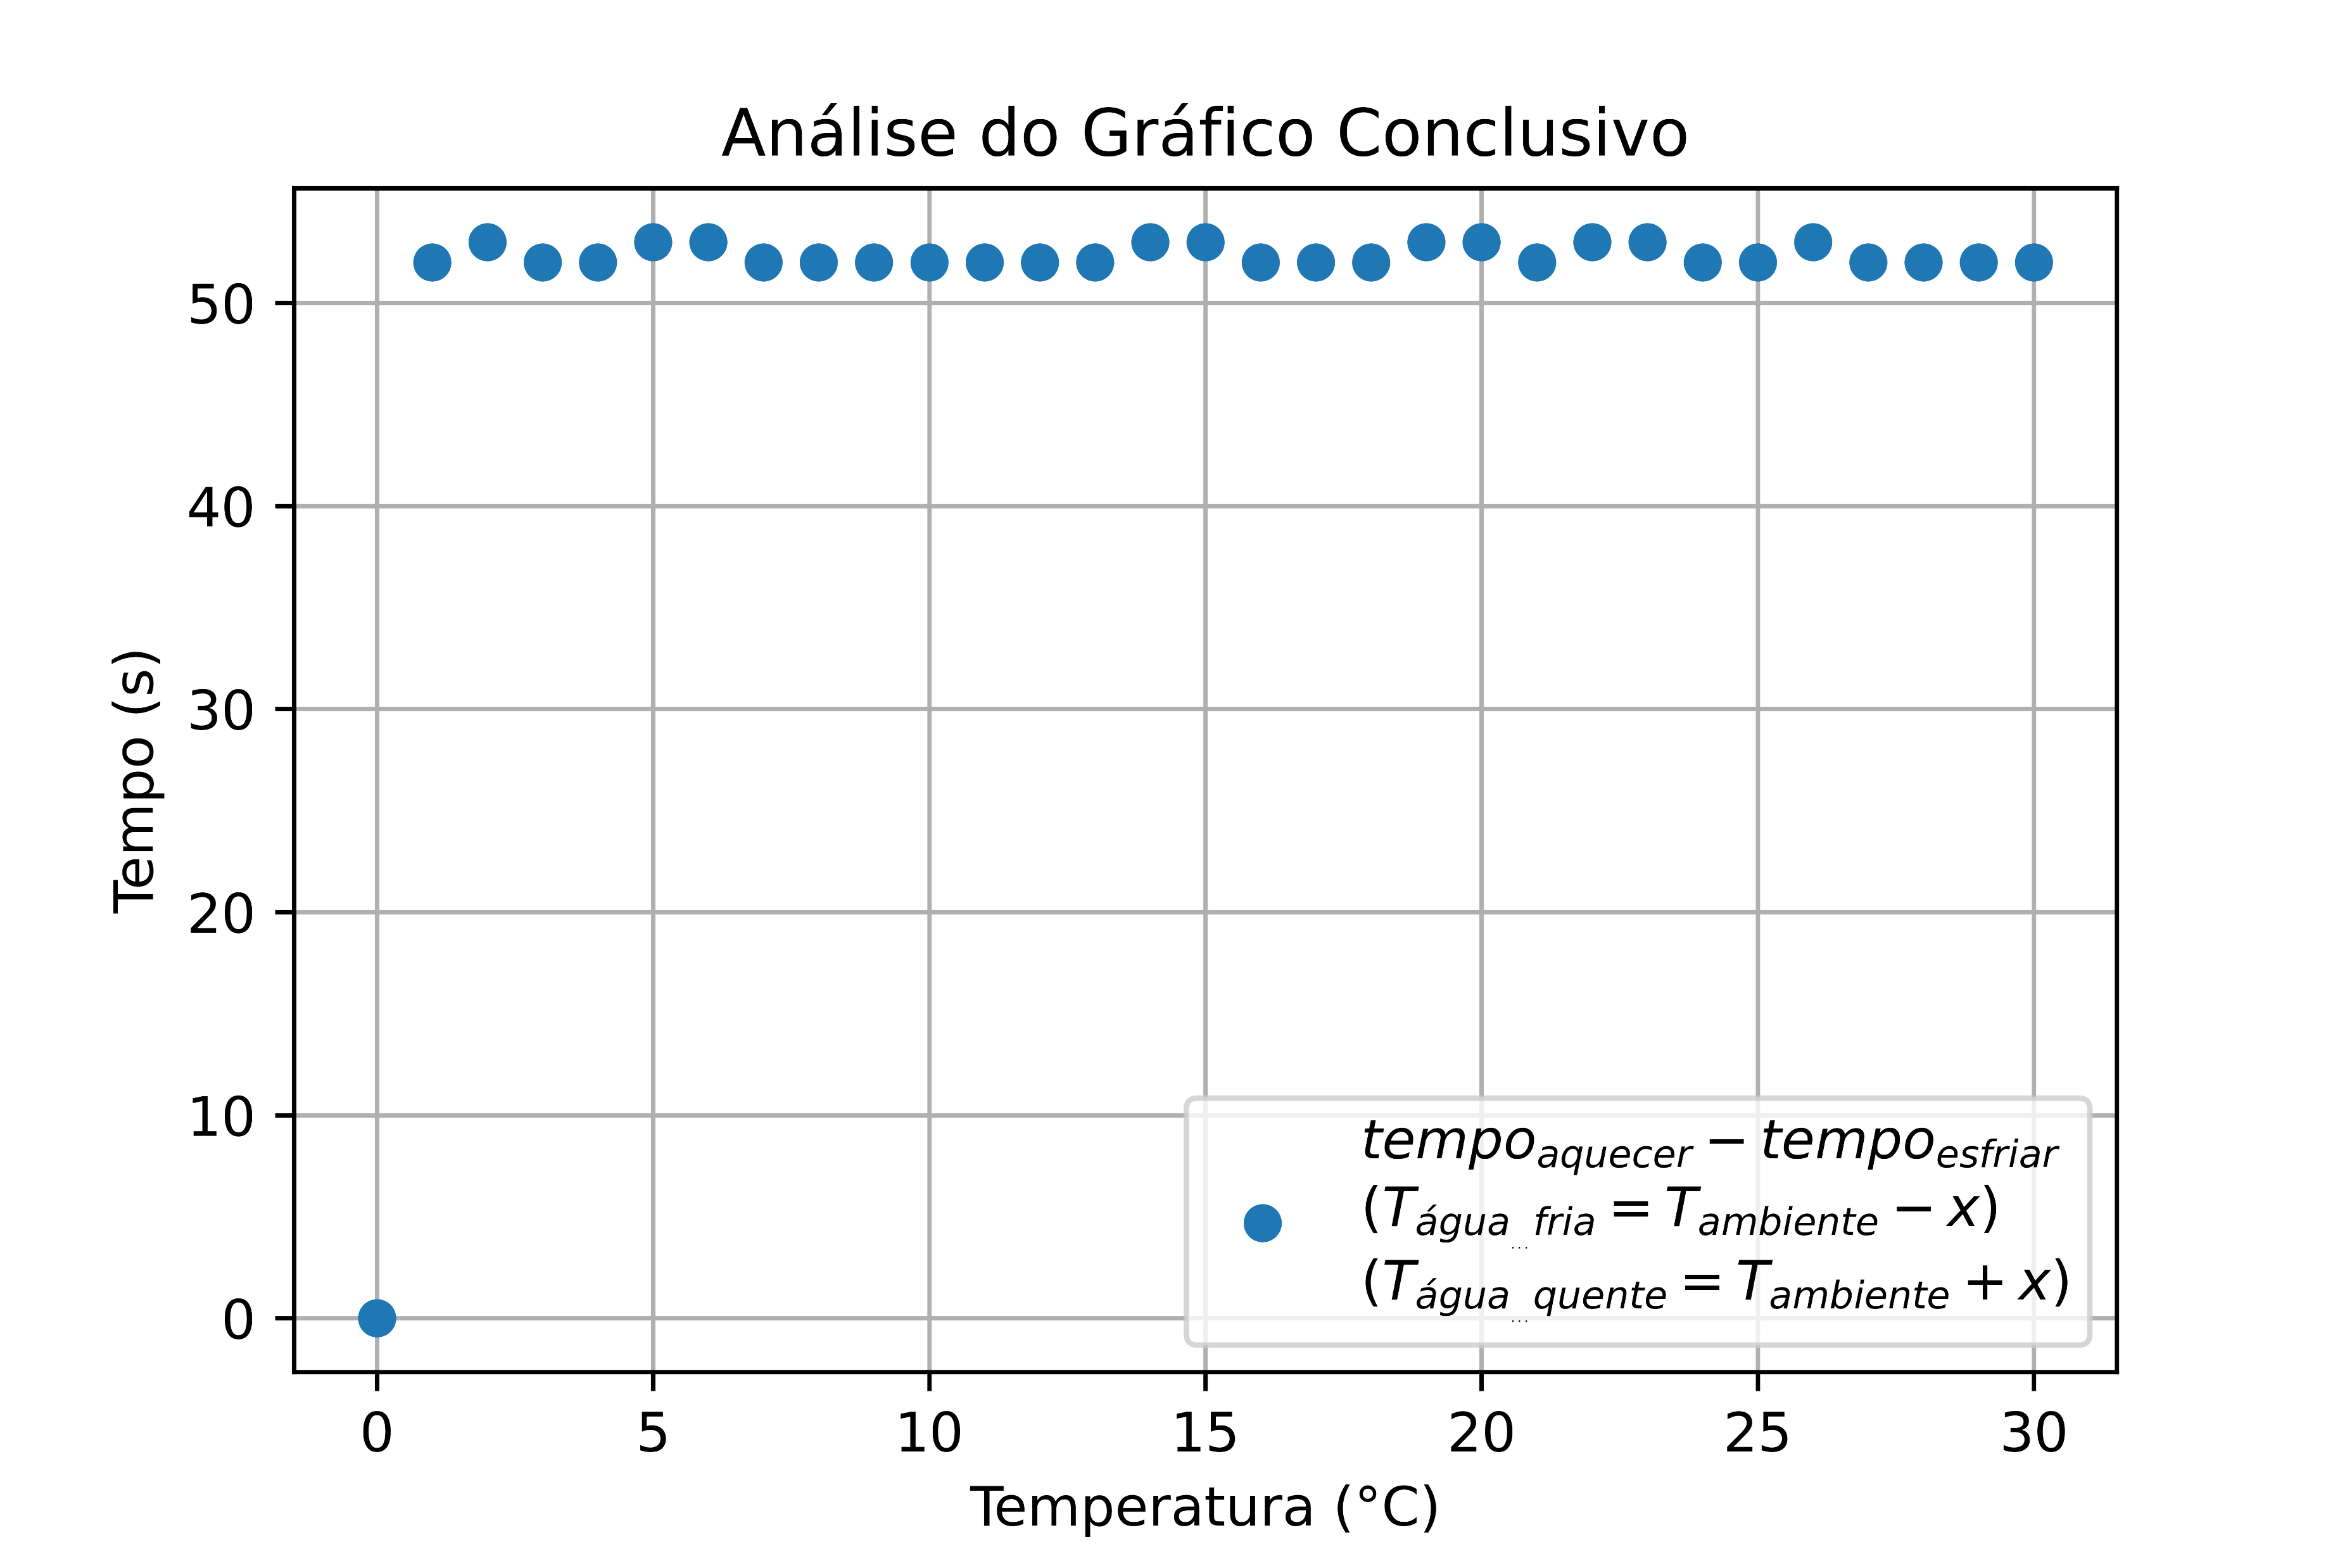 Análise do Gráfico Conclusivo
Tempo (s)
50
40
30
20
10
0
tempo_aquecer − tempo_esfriar
(T_água_fria = T_ambiente − x)
(T_água_quente = T_ambiente + x)
0 5 10 15 20 25 30
Temperatura (°C)